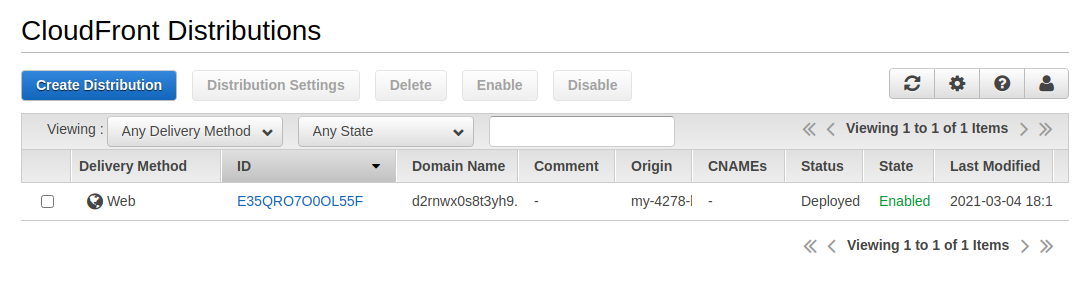 CloudFront Distributions
Create Distribution Distribution Settings Delete Enable Disable
Viewing : Any Delivery Method Any State Viewing 1 to 1 of 1 Items
Delivery Method ID Domain Name Comment Origin CNAMEs Status State Last Modified
Web E35QRO7O0OL55F d2rnwx0s8t3yh9. - my-4278- - Deployed Enabled 2021-03-04 18:1
Viewing 1 to 1 of 1 Items